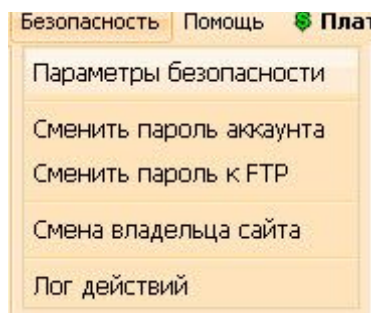 Безопасность Помощь $ Плат
Параметры безопасности
Сменить пароль аккаунта
Сменить пароль к FTP
Смена владельца сайта
Лог действий